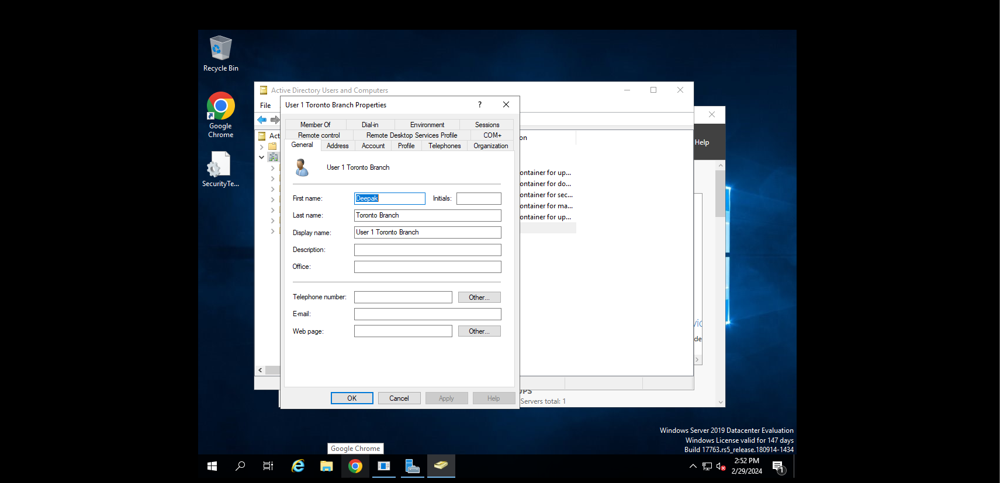 Recycle Bin
Google
Chrome
SecurityTe...
Active Directory Users and Computers
File
User 1 Toronto Branch Properties
?
Member Of
Dial-in
Environment
Sessions
Remote control
Remote Desktop Services Profile
COM+
General
Address
Account
Profile
Telephones
Organization
User 1 Toronto Branch
First name:
Deepak
Initials:
Last name:
Toronto Branch
Display name:
User 1 Toronto Branch
Description:
Office:
Telephone number:
Other...
E-mail:
Web page:
Other...
OK
Cancel
Apply
Help
Act
on
ontainer for up...
ontainer for do...
ontainer for sec...
ontainer for ma...
ontainer for up...
Help
vic
de
UPS
Servers total: 1
Windows Server 2019 Datacenter Evaluation
Windows License valid for 147 days
Build 17763.rs5_release.180914-1434
Google Chrome
2:52 PM
2/29/2024
1